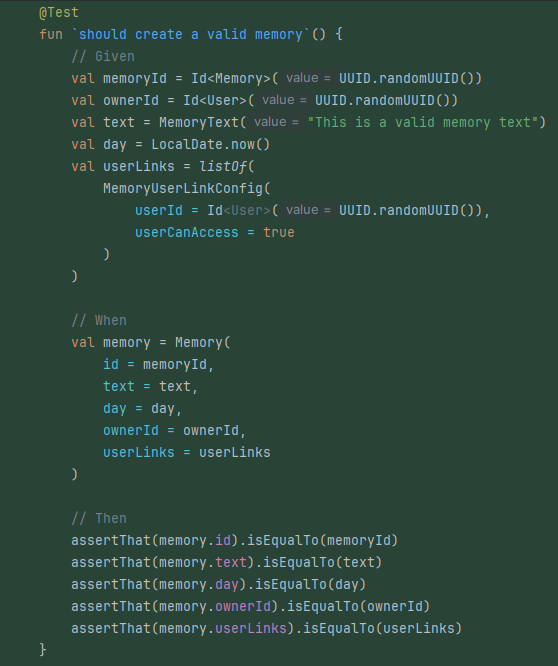 @Test
fun `should create a valid memory`() {
    // Given
    val memoryId = Id<Memory>( value = UUID.randomUUID())
    val ownerId = Id<User>( value = UUID.randomUUID())
    val text = MemoryText( value = "This is a valid memory text")
    val day = LocalDate.now()
    val userLinks = listOf(
        MemoryUserLinkConfig(
            userId = Id<User>( value = UUID.randomUUID()),
            userCanAccess = true
        )
    )

    // When
    val memory = Memory(
        id = memoryId,
        text = text,
        day = day,
        ownerId = ownerId,
        userLinks = userLinks
    )

    // Then
    assertThat(memory.id).isEqualTo(memoryId)
    assertThat(memory.text).isEqualTo(text)
    assertThat(memory.day).isEqualTo(day)
    assertThat(memory.ownerId).isEqualTo(ownerId)
    assertThat(memory.userLinks).isEqualTo(userLinks)
}